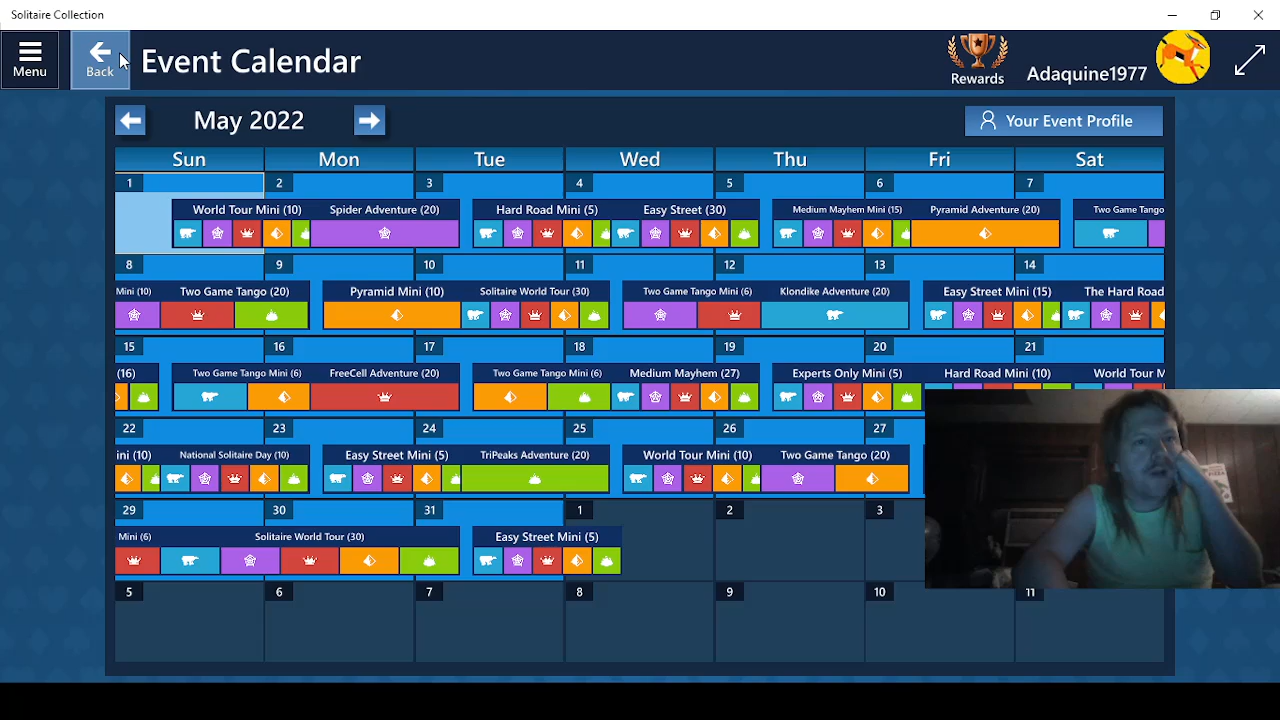 Solitaire Collection
Menu
Back
Event Calendar
Rewards
Adaquine1977
May 2022
Your Event Profile
Sun Mon Tue Wed Thu Fri Sat
1 2 3 4 5 6 7
World Tour Mini (10) Spider Adventure (20) Hard Road Mini (5) Easy Street (30) Medium Mayhem Mini (15) Pyramid Adventure (20) Two Game Tango
8 9 10 11 12 13 14
Mini (10) Two Game Tango (20) Pyramid Mini (10) Solitaire World Tour (30) Two Game Tango Mini (6) Klondike Adventure (20) Easy Street Mini (15) The Hard Road
15 16 17 18 19 20 21
(16) Two Game Tango Mini (6) FreeCell Adventure (20) Two Game Tango Mini (6) Medium Mayhem (27) Experts Only Mini (5) Hard Road Mini (10) World Tour M
22 23 24 25 26 27
ini (10) National Solitaire Day (10) Easy Street Mini (5) TriPeaks Adventure (20) World Tour Mini (10) Two Game Tango (20)
29 30 31 1 2 3
Mini (6) Solitaire World Tour (30) Easy Street Mini (5)
5 6 7 8 9 10 11